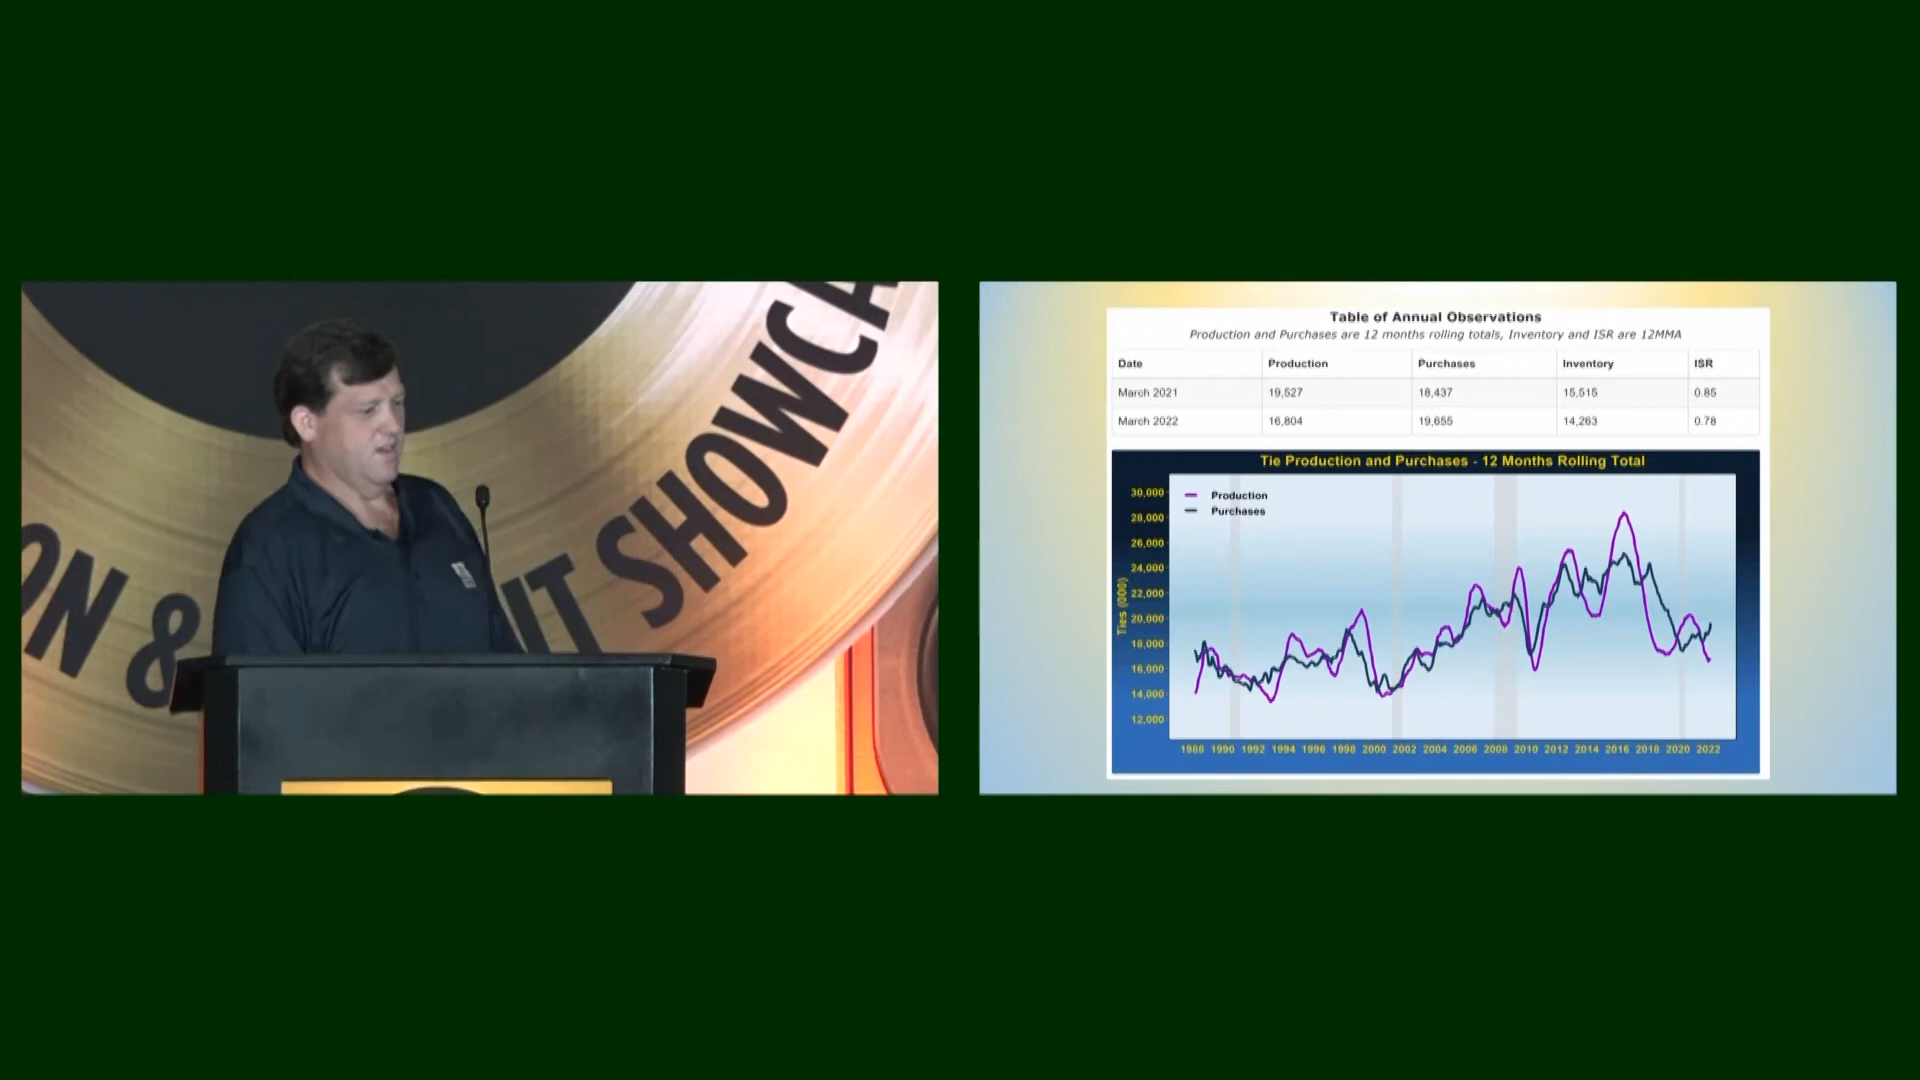 ON & IT SHOWCA
Table of Annual Observations
Production and Purchases are 12 months rolling totals, Inventory and ISR are 12MMA
Date Production Purchases Inventory ISR
March 2021 19,527 18,437 15,515 0.85
March 2022 16,804 19,655 14,263 0.78
Tie Production and Purchases - 12 Months Rolling Total
Production
Purchases
Ties (000)
30,000
28,000
26,000
24,000
22,000
20,000
18,000
16,000
14,000
12,000
1988 1990 1992 1994 1996 1998 2000 2002 2004 2006 2008 2010 2012 2014 2016 2018 2020 2022